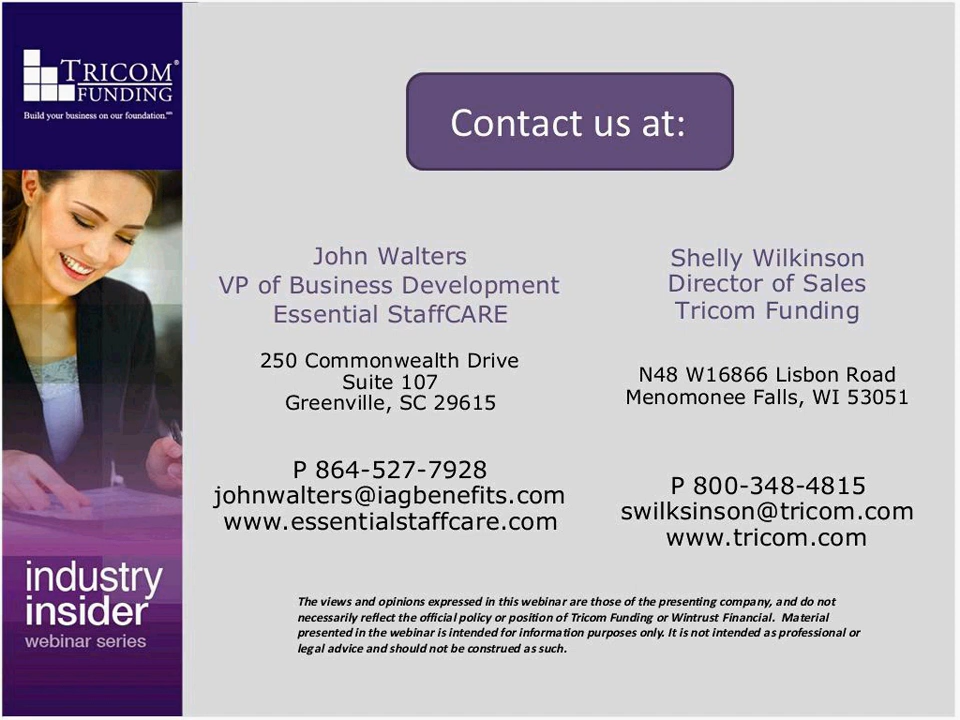 TRICOM®
FUNDING
Build your business on our foundation.℠
Contact us at:
John Walters
VP of Business Development
Essential StaffCARE
250 Commonwealth Drive
Suite 107
Greenville, SC 29615
P 864-527-7928
johnwalters@iagbenefits.com
www.essentialstaffcare.com
Shelly Wilkinson
Director of Sales
Tricom Funding
N48 W16866 Lisbon Road
Menomonee Falls, WI 53051
P 800-348-4815
swilksinson@tricom.com
www.tricom.com
industry
insider
webinar series
The views and opinions expressed in this webinar are those of the presenting company, and do not
necessarily reflect the official policy or position of Tricom Funding or Wintrust Financial. Material
presented in the webinar is intended for information purposes only. It is not intended as professional or
legal advice and should not be construed as such.